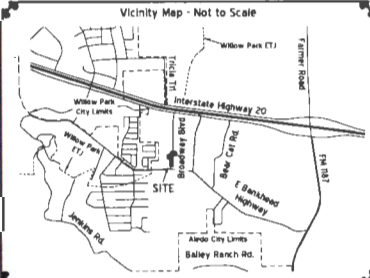 Vicinity Map - Not to Scale
Willow Park ETJ
Farmer Road
Tricia Trl
Interstate Highway 20
Willow Park
City Limits
Willow Park
ETJ
Broadway Blvd
Bear Cat Rd.
FM 1187
SITE
E Bankhead
Highway
Jenkins Rd.
Aledo City Limits
Bailey Ranch Rd.